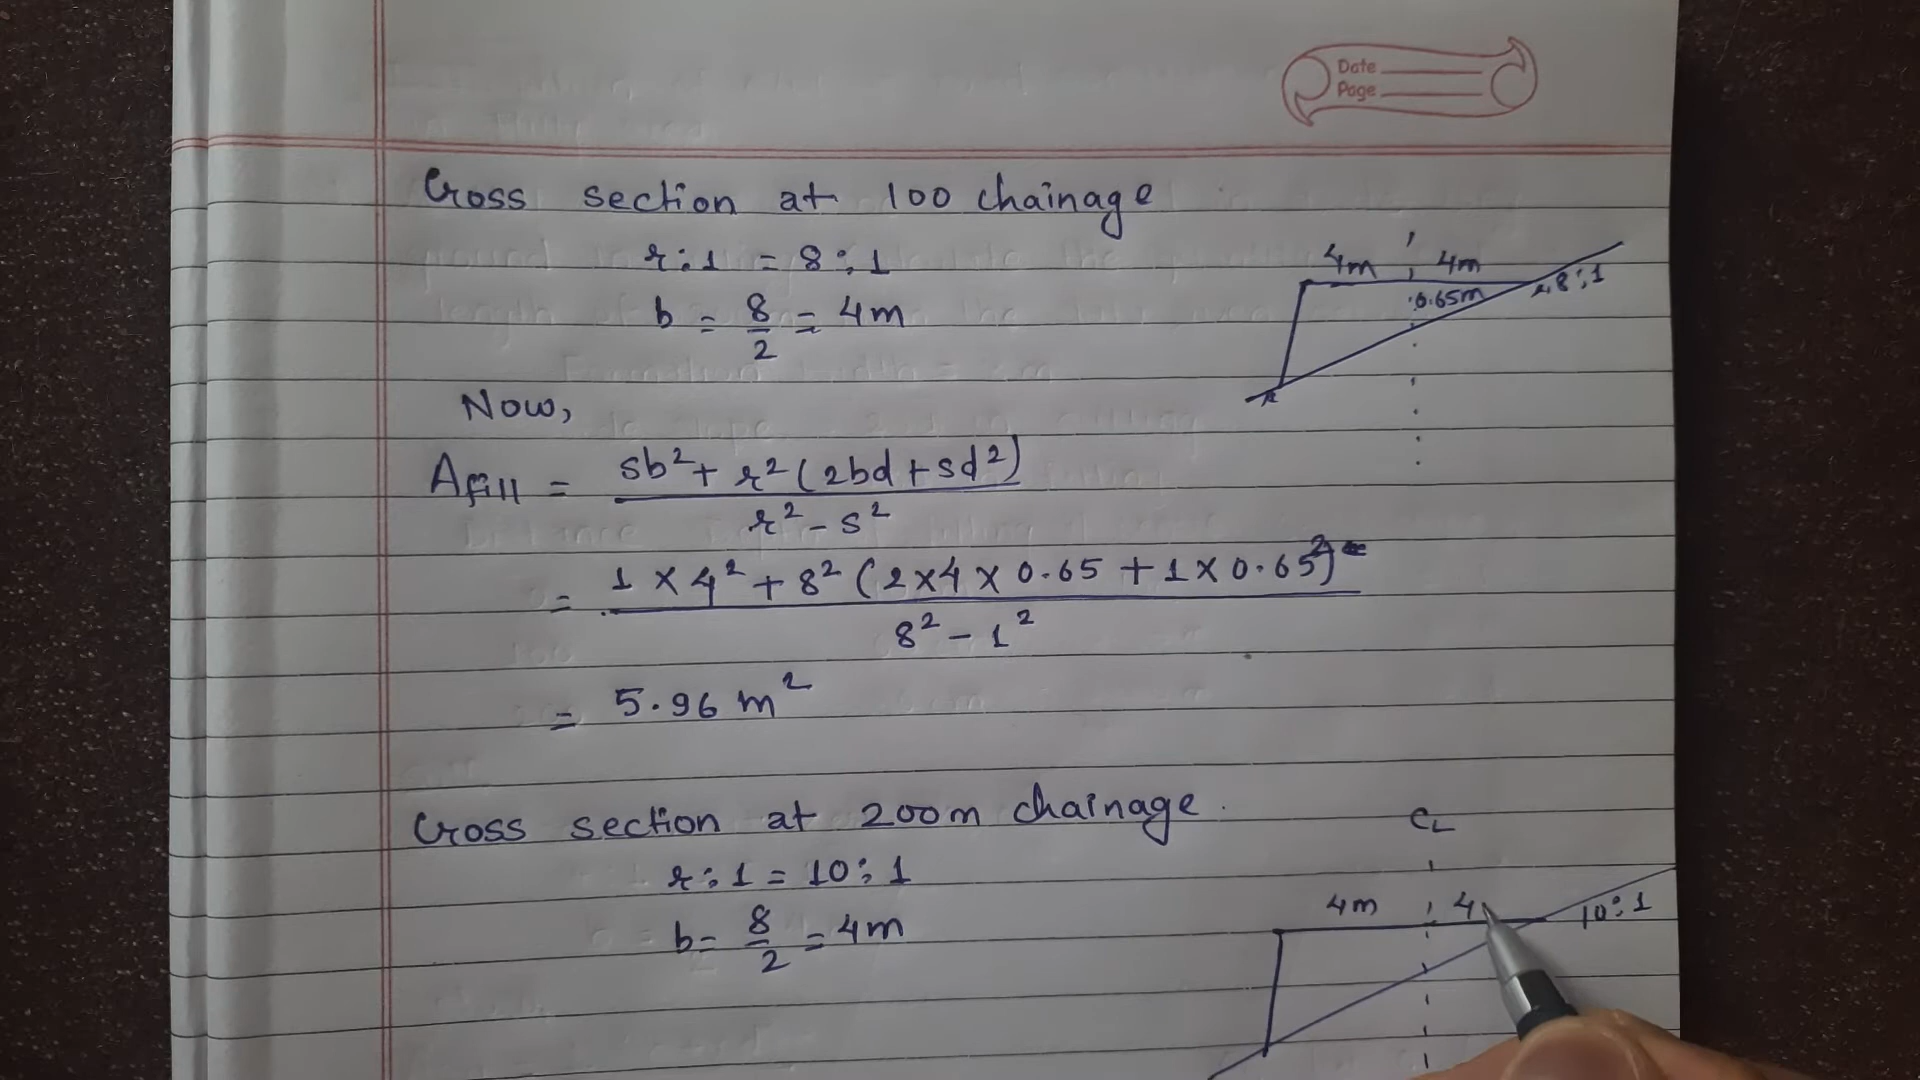 Date
Page
Cross section at 100 chainage
r:1 = 8:1
b = 8/2 = 4m
4m 4m
0.65m
8:1
Now,
Afill = sb²+ r²(2bd+sd²) / r²-s²
= 1 × 4² + 8² (2×4 × 0.65 + 1 × 0.65²) / 8² - 1²
= 5.96 m²
Cross section at 200m chainage
r:1 = 10:1
b = 8/2 = 4m
CL
4m 4
10:1